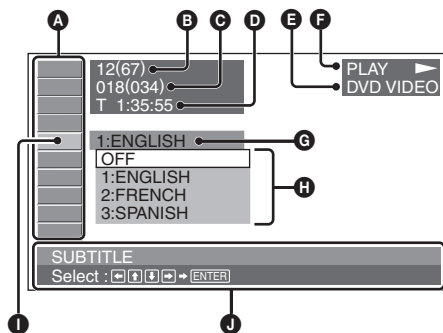 A B C D E F
12(67)
018(034)
T 1:35:55
PLAY
DVD VIDEO
1:ENGLISH
G
OFF
1:ENGLISH
2:FRENCH
3:SPANISH
H
SUBTITLE
Select : ←↑↓→ → ENTER
I J